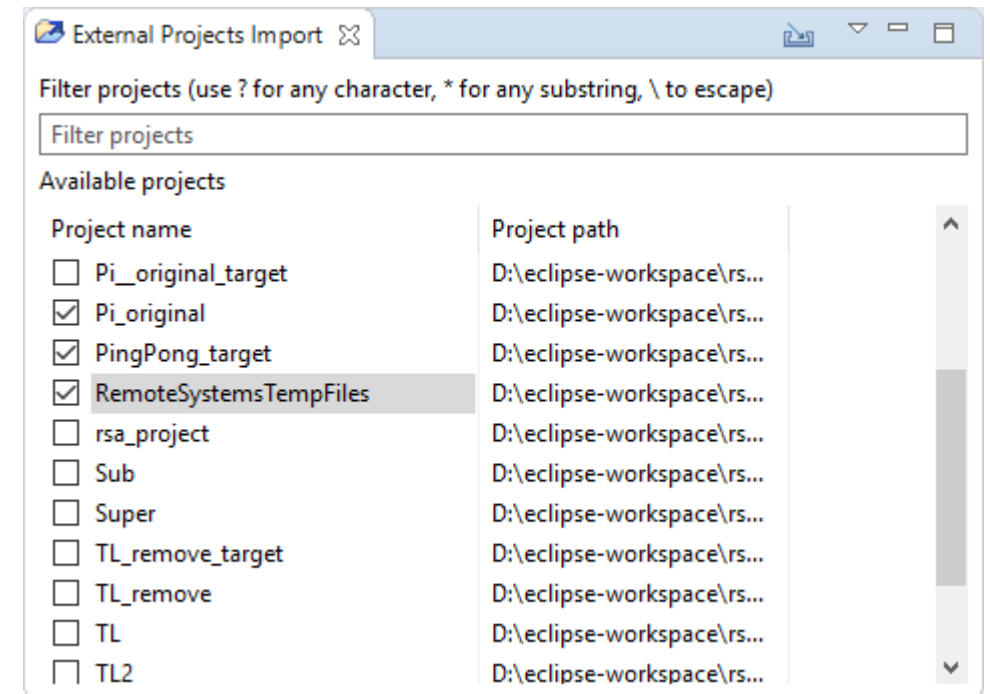 External Projects Import
Filter projects (use ? for any character, * for any substring, \ to escape)
Filter projects
Available projects
Project name Project path
Pi__original_target D:\eclipse-workspace\rs...
Pi_original D:\eclipse-workspace\rs...
PingPong_target D:\eclipse-workspace\rs...
RemoteSystemsTempFiles D:\eclipse-workspace\rs...
rsa_project D:\eclipse-workspace\rs...
Sub D:\eclipse-workspace\rs...
Super D:\eclipse-workspace\rs...
TL_remove_target D:\eclipse-workspace\rs...
TL_remove D:\eclipse-workspace\rs...
TL D:\eclipse-workspace\rs...
TL2 D:\eclipse-workspace\rs...